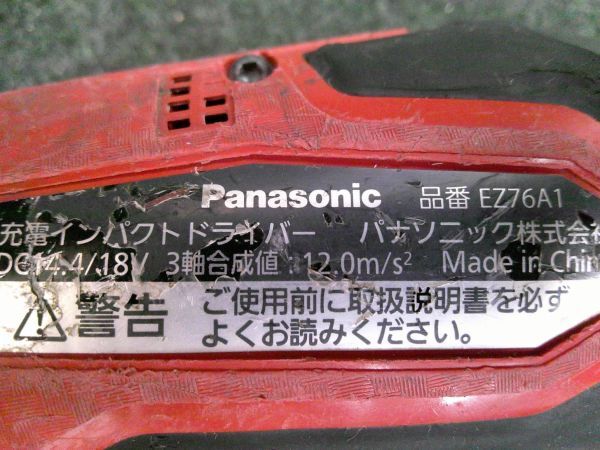 Panasonic 品番 EZ76A1
充電インパクトドライバー パナソニック株式会社
DC14.4/18V 3軸合成値：12.0m/s² Made in Chin
警告 ご使用前に取扱説明書を必ず
よくお読みください。